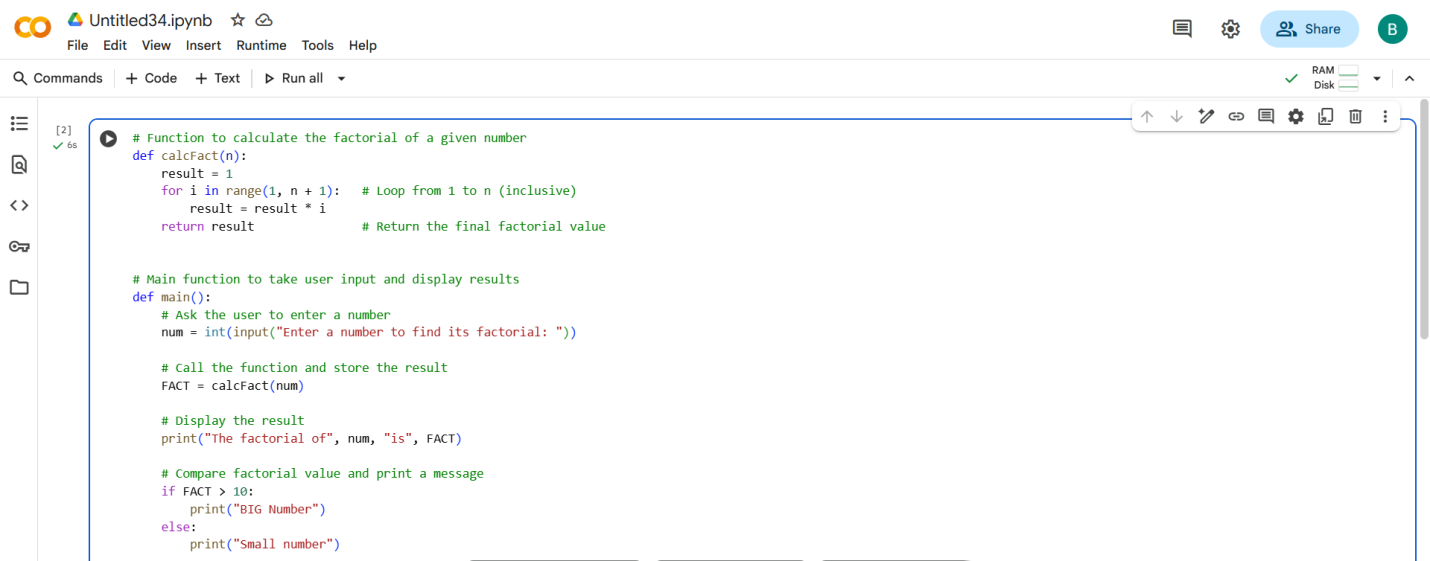 Untitled34.ipynb
File Edit View Insert Runtime Tools Help
Share
B
Commands + Code + Text Run all
RAM
Disk
[2]
6s
# Function to calculate the factorial of a given number
def calcFact(n):
    result = 1
    for i in range(1, n + 1):   # Loop from 1 to n (inclusive)
        result = result * i
    return result               # Return the final factorial value
# Main function to take user input and display results
def main():
    # Ask the user to enter a number
    num = int(input("Enter a number to find its factorial: "))
    # Call the function and store the result
    FACT = calcFact(num)
    # Display the result
    print("The factorial of", num, "is", FACT)
    # Compare factorial value and print a message
    if FACT > 10:
        print("BIG Number")
    else:
        print("Small number")